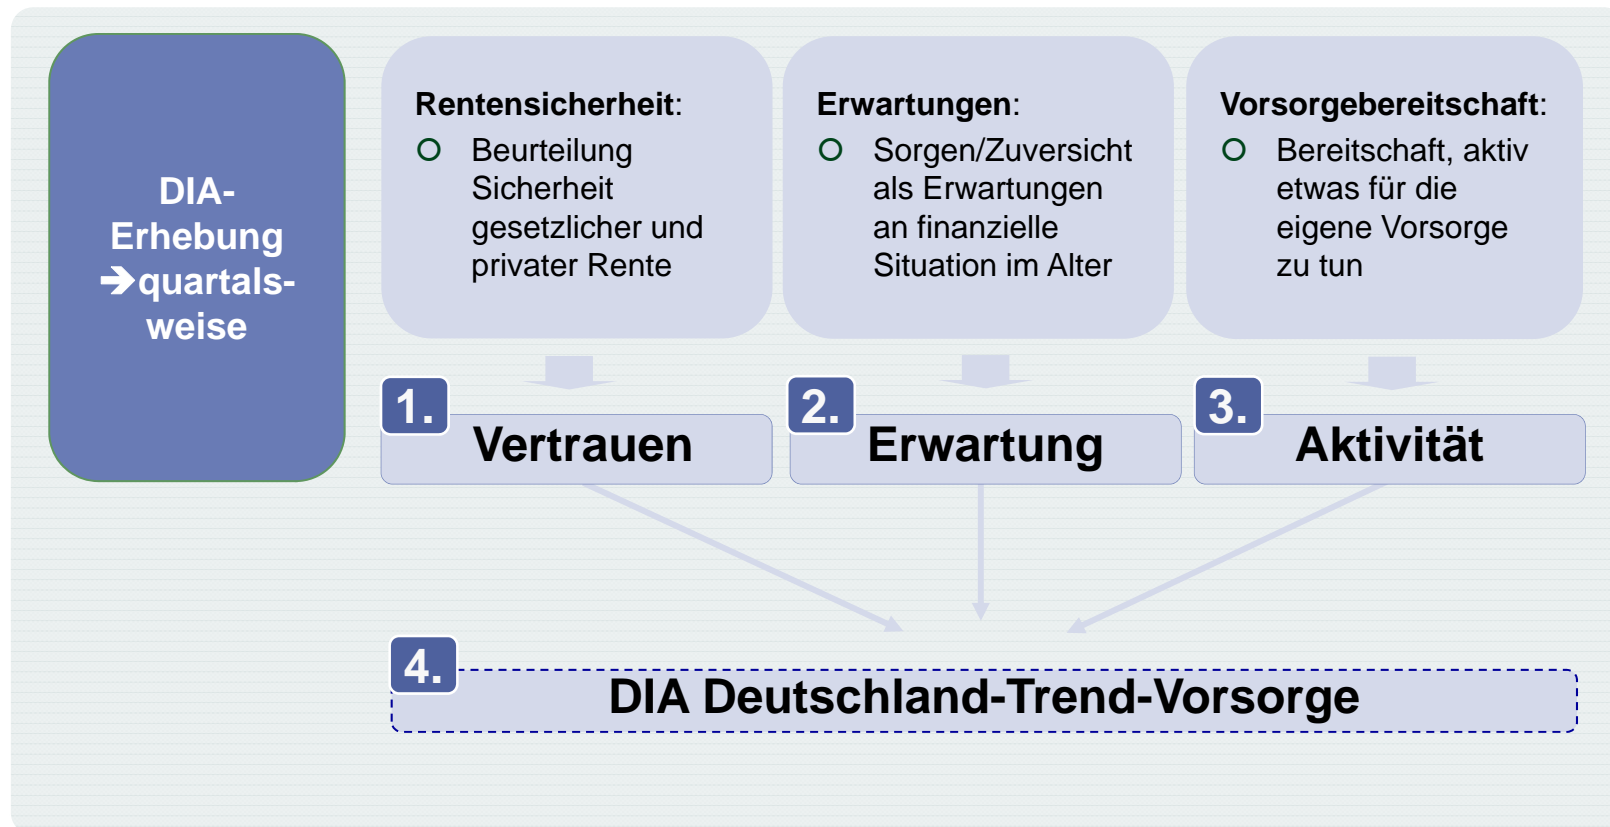 DIA-
Erhebung
➔quartals-
weise
Rentensicherheit:
Beurteilung
Sicherheit
gesetzlicher und
privater Rente
Erwartungen:
Sorgen/Zuversicht
als Erwartungen
an finanzielle
Situation im Alter
Vorsorgebereitschaft:
Bereitschaft, aktiv
etwas für die
eigene Vorsorge
zu tun
1.
Vertrauen
2.
Erwartung
3.
Aktivität
4.
DIA Deutschland-Trend-Vorsorge